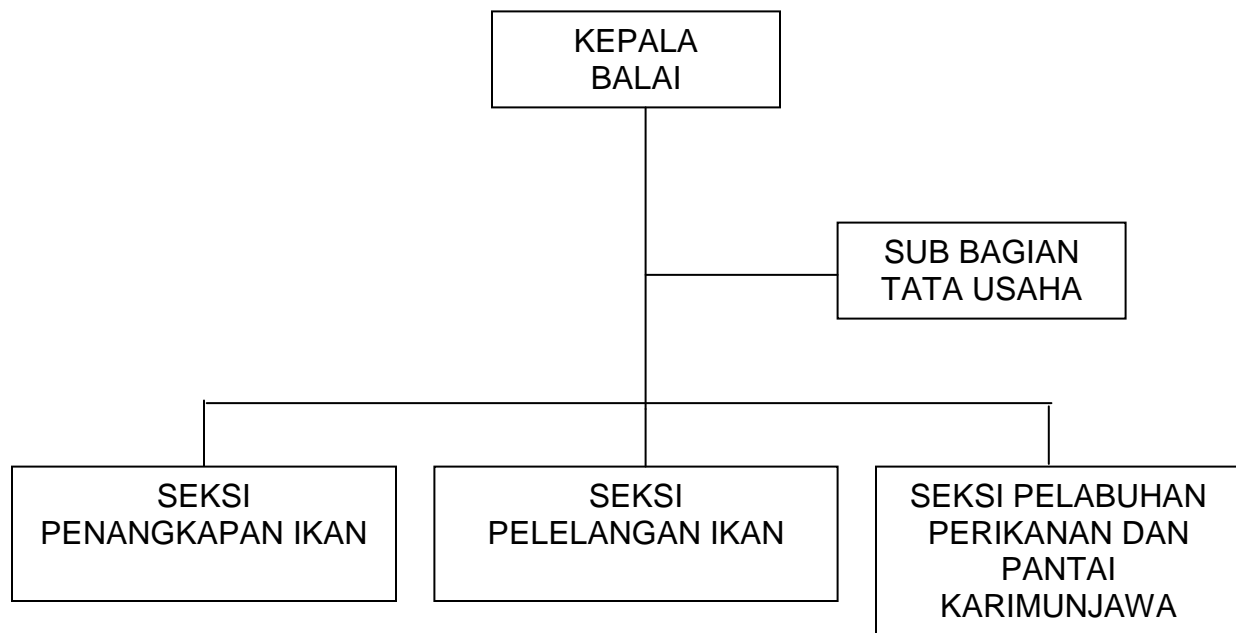 KEPALA
BALAI
SUB BAGIAN
TATA USAHA
SEKSI
PENANGKAPAN IKAN
SEKSI
PELELANGAN IKAN
SEKSI PELABUHAN
PERIKANAN DAN
PANTAI
KARIMUNJAWA